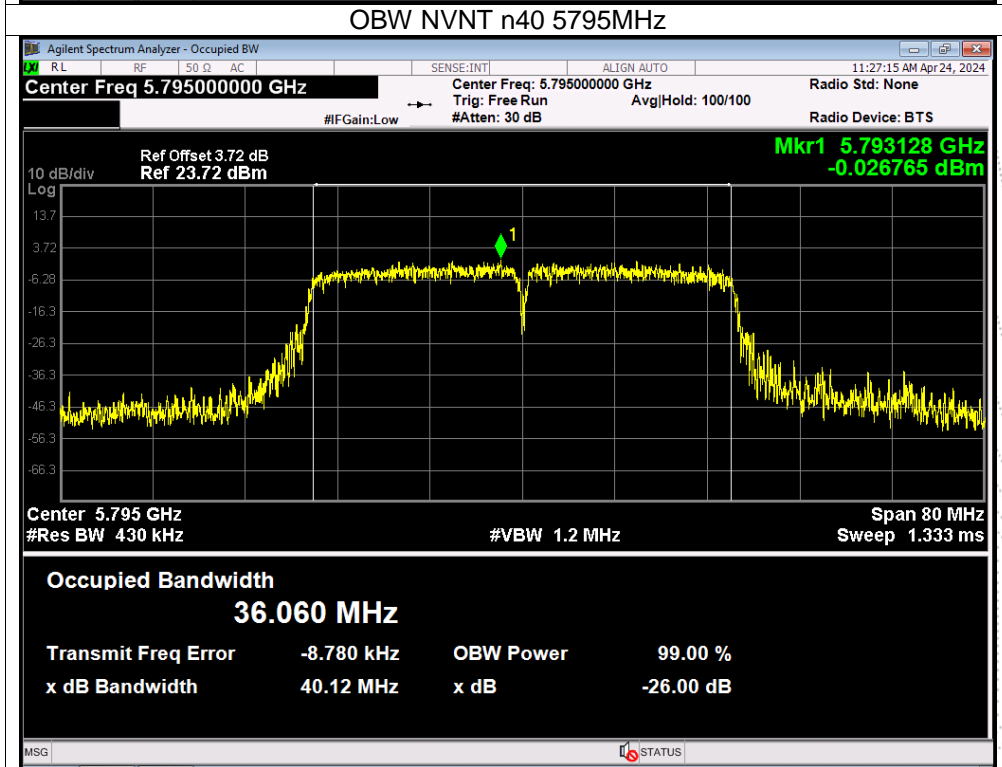 OBW NVNT n40 5795MHz
Agilent Spectrum Analyzer - Occupied BW
LXI RL RF 50 Ω AC SENSE:INT ALIGN AUTO 11:27:15 AM Apr 24, 2024
Center Freq 5.795000000 GHz Center Freq: 5.795000000 GHz Radio Std: None
Trig: Free Run Avg|Hold: 100/100
#IFGain:Low #Atten: 30 dB Radio Device: BTS
Mkr1 5.793128 GHz
-0.026765 dBm
Ref Offset 3.72 dB
10 dB/div Ref 23.72 dBm
Log
13.7
1
3.72
-6.28
-16.3
-26.3
-36.3
-46.3
-56.3
-66.3
Center 5.795 GHz Span 80 MHz
#Res BW 430 kHz #VBW 1.2 MHz Sweep 1.333 ms
Occupied Bandwidth
36.060 MHz
Transmit Freq Error -8.780 kHz OBW Power 99.00 %
x dB Bandwidth 40.12 MHz x dB -26.00 dB
MSG STATUS